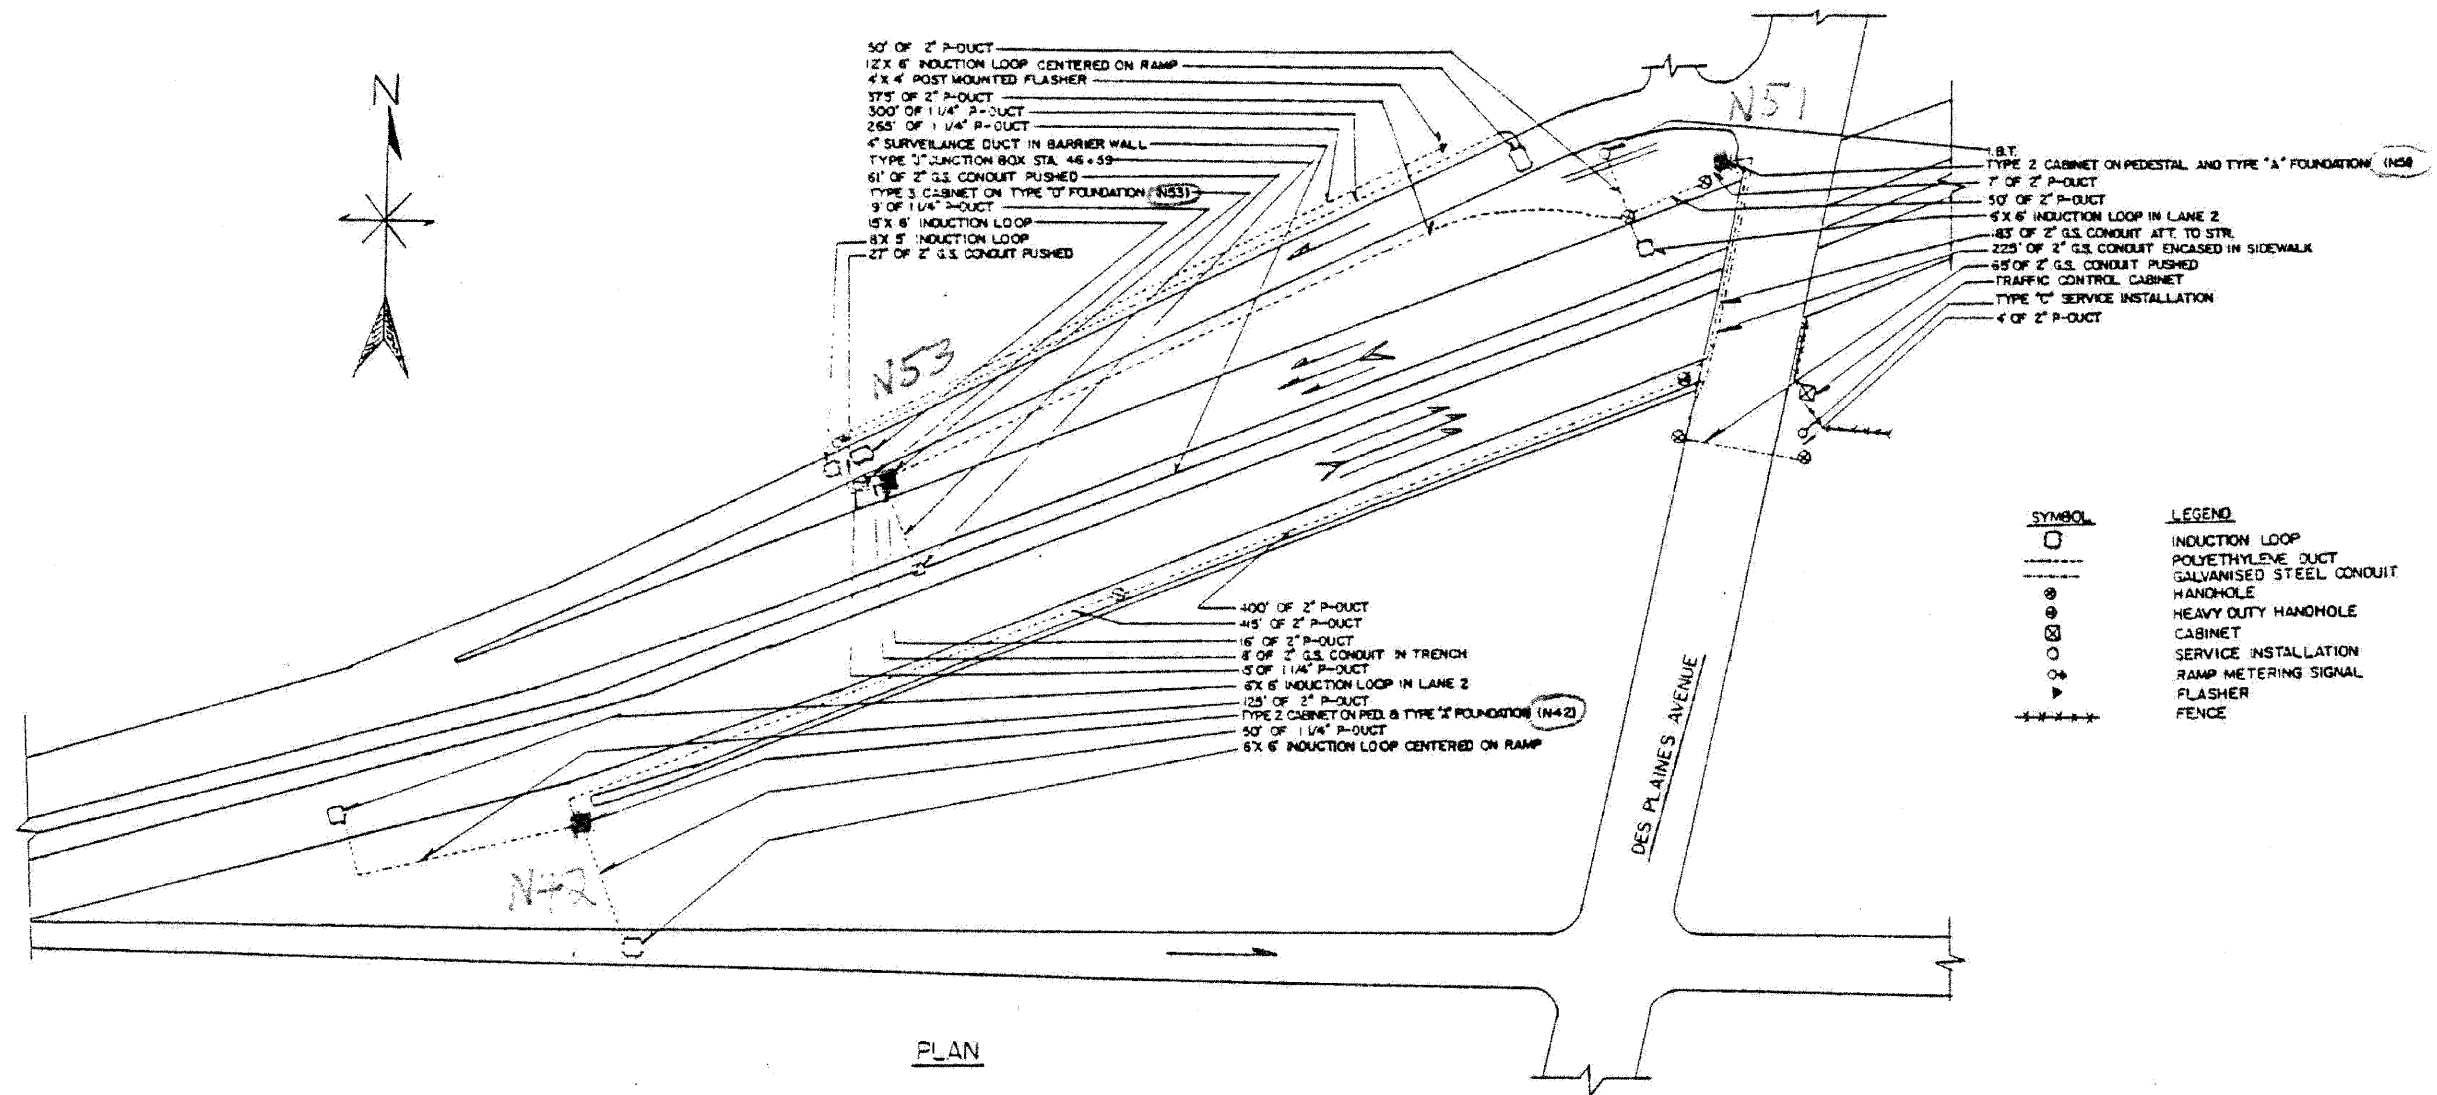 N
50' OF 2" P-DUCT
12' X 6' INDUCTION LOOP CENTERED ON RAMP
4' X 4' POST MOUNTED FLASHER
375' OF 2" P-DUCT
300' OF 1 1/4" P-DUCT
265' OF 1 1/4" P-DUCT
4" SURVEILANCE DUCT IN BARRIER WALL
TYPE "J" JUNCTION BOX STA. 46+59
61' OF 2" G.S. CONDUIT PUSHED
TYPE 3 CABINET ON TYPE "D" FOUNDATION (N53)
9' OF 1 1/4" P-DUCT
15' X 6' INDUCTION LOOP
8' X 5' INDUCTION LOOP
27' OF 2" G.S. CONDUIT PUSHED
N51
I.B.T.
TYPE 2 CABINET ON PEDESTAL AND TYPE "A" FOUNDATION (N51
7' OF 2" P-DUCT
50' OF 2" P-DUCT
6' X 6' INDUCTION LOOP IN LANE 2
183' OF 2" G.S. CONDUIT ATT. TO STR.
225' OF 2" G.S. CONDUIT ENCASED IN SIDEWALK
65' OF 2" G.S. CONDUIT PUSHED
TRAFFIC CONTROL CABINET
TYPE "C" SERVICE INSTALLATION
4' OF 2" P-DUCT
N53
SYMBOL LEGEND
INDUCTION LOOP
POLYETHYLENE DUCT
GALVANISED STEEL CONDUIT
HANDHOLE
HEAVY DUTY HANDHOLE
CABINET
SERVICE INSTALLATION
RAMP METERING SIGNAL
FLASHER
FENCE
400' OF 2" P-DUCT
415' OF 2" P-DUCT
16' OF 2" P-DUCT
8' OF 2" G.S. CONDUIT IN TRENCH
15' OF 1 1/4" P-DUCT
6' X 6' INDUCTION LOOP IN LANE 2
125' OF 2" P-DUCT
TYPE 2 CABINET ON PED. & TYPE "A" FOUNDATION (N42)
50' OF 1 1/4" P-DUCT
6' X 6' INDUCTION LOOP CENTERED ON RAMP
DES PLAINES AVENUE
N42
PLAN